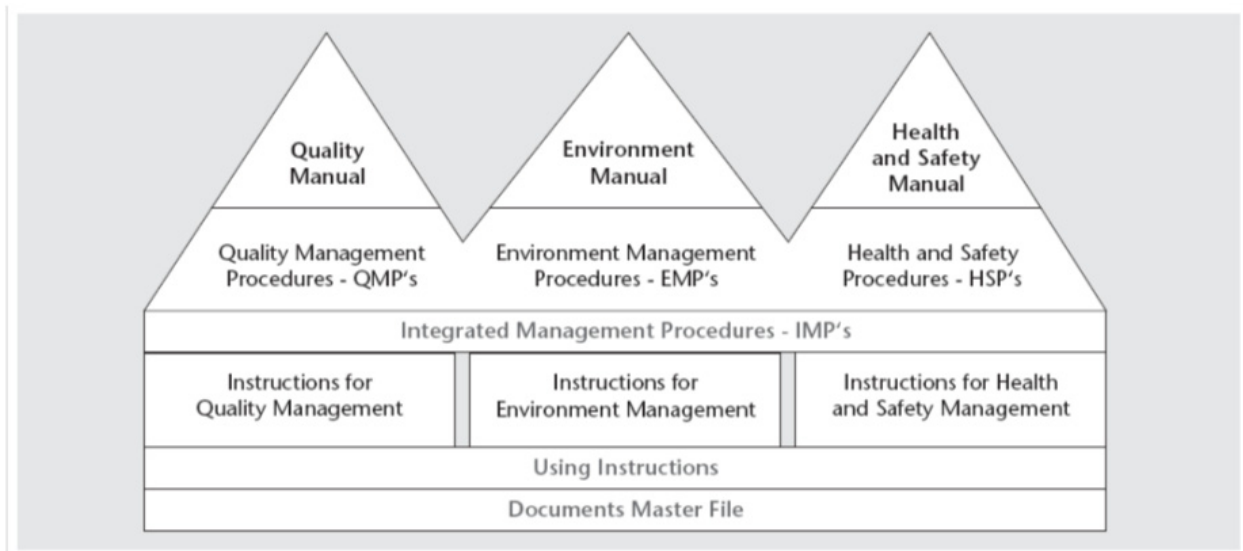 Quality
Manual
Environment
Manual
Health
and Safety
Manual
Quality Management
Procedures - QMP's
Environment Management
Procedures - EMP's
Health and Safety
Procedures - HSP's
Integrated Management Procedures - IMP's
Instructions for
Quality Management
Instructions for
Environment Management
Instructions for Health
and Safety Management
Using Instructions
Documents Master File